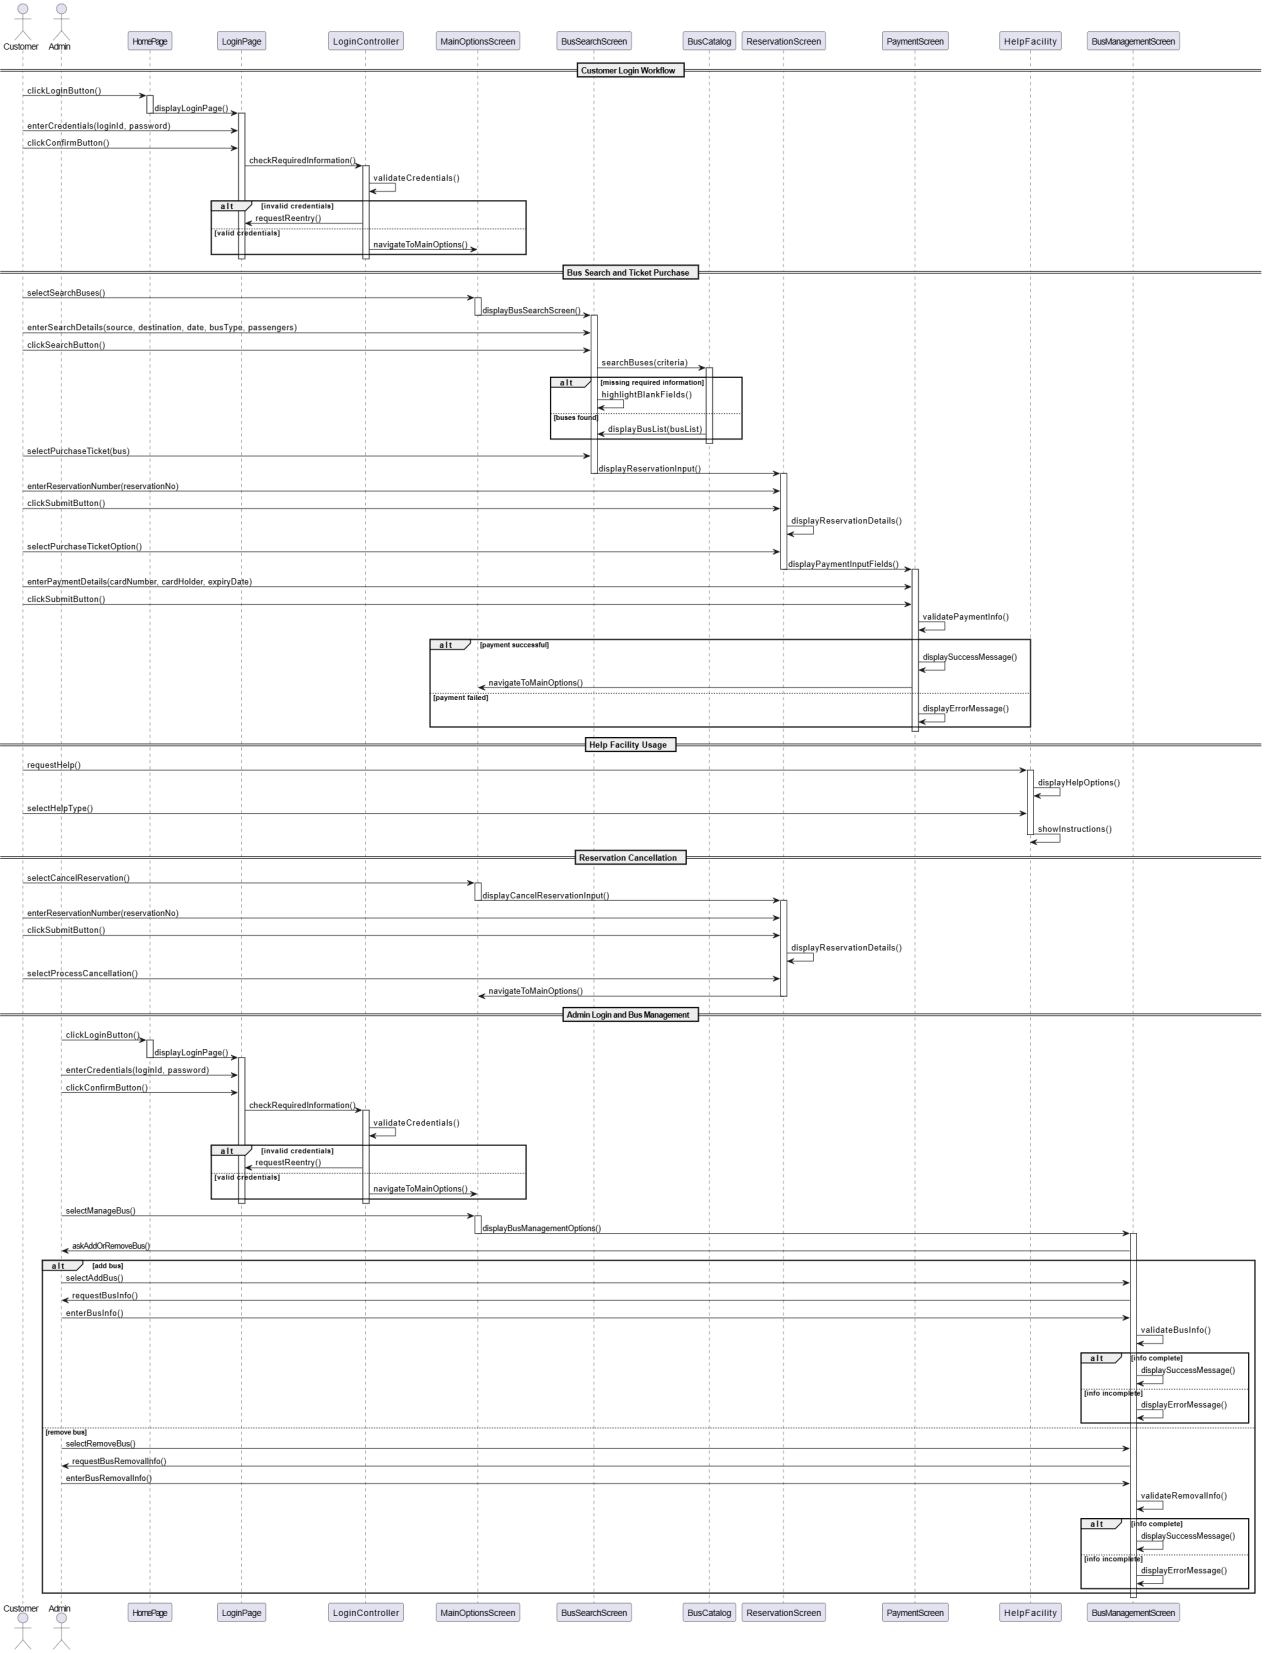 Customer Admin HomePage LoginPage LoginController MainOptionsScreen BusSearchScreen BusCatalog ReservationScreen PaymentScreen HelpFacility BusManagementScreen
Customer Login Workflow
clickLoginButton()
displayLoginPage()
enterCredentials(loginId, password)
clickConfirmButton()
checkRequiredInformation()
validateCredentials()
alt [invalid credentials]
requestReentry()
[valid credentials]
navigateToMainOptions()
Bus Search and Ticket Purchase
selectSearchBuses()
displayBusSearchScreen()
enterSearchDetails(source, destination, date, busType, passengers)
clickSearchButton()
searchBuses(criteria)
alt [missing required information]
highlightBlankFields()
[buses found]
displayBusList(busList)
selectPurchaseTicket(bus)
displayReservationInput()
enterReservationNumber(reservationNo)
clickSubmitButton()
displayReservationDetails()
selectPurchaseTicketOption()
displayPaymentInputFields()
enterPaymentDetails(cardNumber, cardHolder, expiryDate)
clickSubmitButton()
validatePaymentInfo()
alt [payment successful]
displaySuccessMessage()
navigateToMainOptions()
[payment failed]
displayErrorMessage()
Help Facility Usage
requestHelp()
displayHelpOptions()
selectHelpType()
showInstructions()
Reservation Cancellation
selectCancelReservation()
displayCancelReservationInput()
enterReservationNumber(reservationNo)
clickSubmitButton()
displayReservationDetails()
selectProcessCancellation()
navigateToMainOptions()
Admin Login and Bus Management
clickLoginButton()
displayLoginPage()
enterCredentials(loginId, password)
clickConfirmButton()
checkRequiredInformation()
validateCredentials()
alt [invalid credentials]
requestReentry()
[valid credentials]
navigateToMainOptions()
selectManageBus()
displayBusManagementOptions()
askAddOrRemoveBus()
alt [add bus]
selectAddBus()
requestBusInfo()
enterBusInfo()
validateBusInfo()
alt [info complete]
displaySuccessMessage()
[info incomplete]
displayErrorMessage()
[remove bus]
selectRemoveBus()
requestBusRemovalInfo()
enterBusRemovalInfo()
validateRemovalInfo()
alt [info complete]
displaySuccessMessage()
[info incomplete]
displayErrorMessage()
Customer Admin HomePage LoginPage LoginController MainOptionsScreen BusSearchScreen BusCatalog ReservationScreen PaymentScreen HelpFacility BusManagementScreen